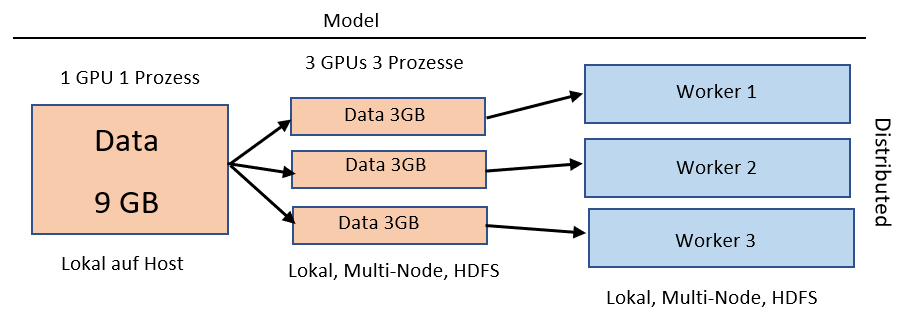 Model
1 GPU 1 Prozess
3 GPUs 3 Prozesse
Data
9 GB
Lokal auf Host
Data 3GB
Data 3GB
Data 3GB
Lokal, Multi-Node, HDFS
Worker 1
Worker 2
Worker 3
Lokal, Multi-Node, HDFS
Distributed